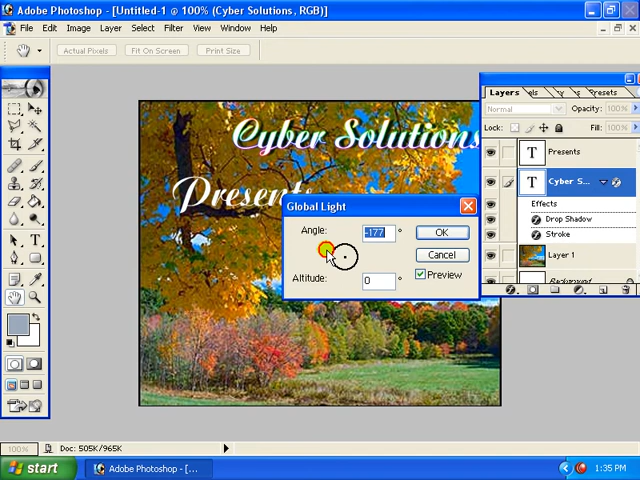 Adobe Photoshop - [Untitled-1 @ 100% (Cyber Solutions, RGB)]
File Edit Image Layer Select Filter View Window Help
Actual Pixels Fit On Screen Print Size
Layers els Presets
Normal Opacity: 100%
Lock: Fill: 100%
T Presents
T Cyber S...
Effects
Drop Shadow
Stroke
Layer 1
Background
Cyber Solutions
Presents
Global Light
Angle: -177 ° OK
Cancel
Altitude: 0 ° Preview
100% Doc: 505K/965K
start Adobe Photoshop - [... 1:35 PM